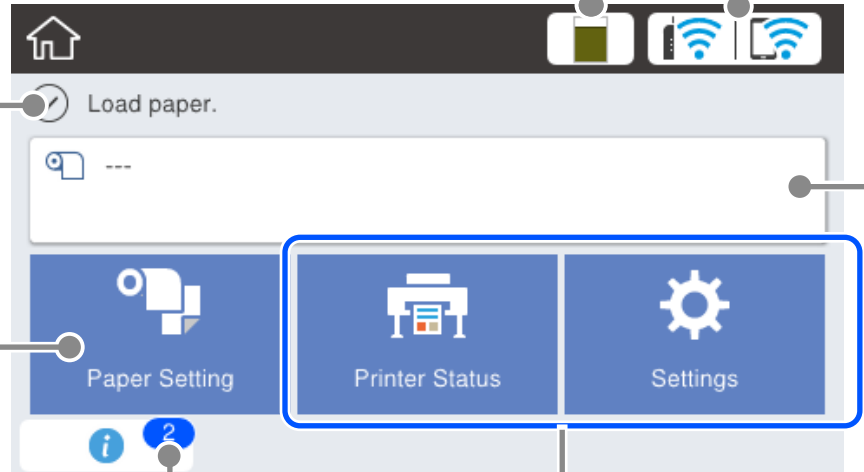 Load paper.
---
Paper Setting
Printer Status
Settings
i
2